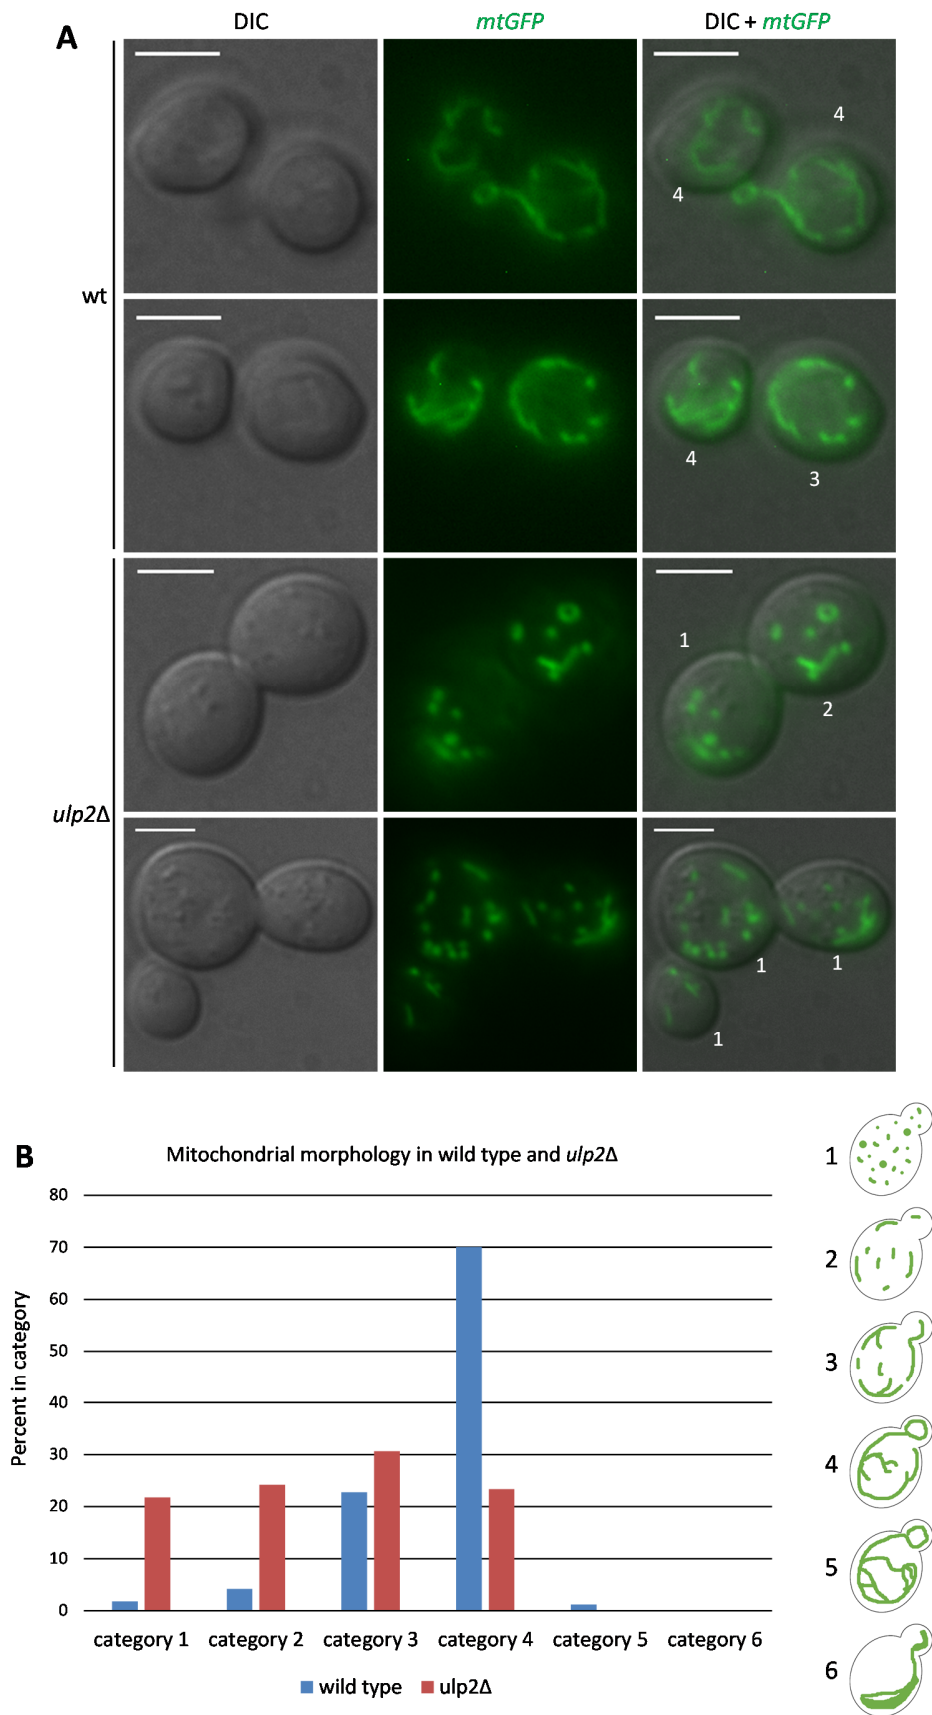 A
DIC
mtGFP
DIC + mtGFP
wt
4
4
4
3
ulp2Δ
1
2
1
1
1
B
Mitochondrial morphology in wild type and ulp2Δ
Percent in category
80
70
60
50
40
30
20
10
0
category 1
category 2
category 3
category 4
category 5
category 6
wild type
ulp2Δ
1
2
3
4
5
6